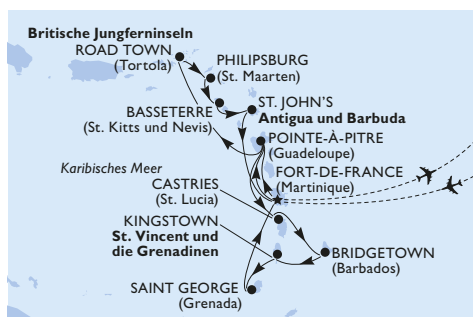 Britische Jungferninseln
ROAD TOWN
(Tortola)
PHILIPSBURG
(St. Maarten)
BASSETERRE
(St. Kitts und Nevis)
ST. JOHN'S
Antigua und Barbuda
POINTE-À-PITRE
(Guadeloupe)
Karibisches Meer
FORT-DE-FRANCE
(Martinique)
CASTRIES
(St. Lucia)
KINGSTOWN
St. Vincent und
die Grenadinen
BRIDGETOWN
(Barbados)
SAINT GEORGE
(Grenada)